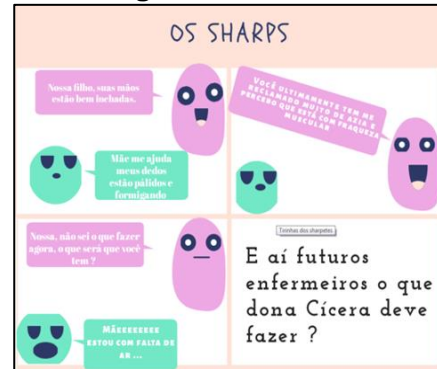 OS SHARPS
Nossa filho, suas mãos
estão bem inchadas.
Mãe me ajuda
meus dedos
estão pálidos e
formigando
VOCÊ ULTIMAMENTE TEM ME
RECLAMADO MUITO DE AZIA E
PERCEBO QUE ESTÁ COM FRAQUEZA
MUSCULAR
Nossa, não sei o que fazer
agora, o que será que você
tem ?
MÃEEEEEEEE
ESTOU COM FALTA DE
AR ...
Tirinhas dos sharpetes
E aí futuros
enfermeiros o que
dona Cícera deve
fazer ?